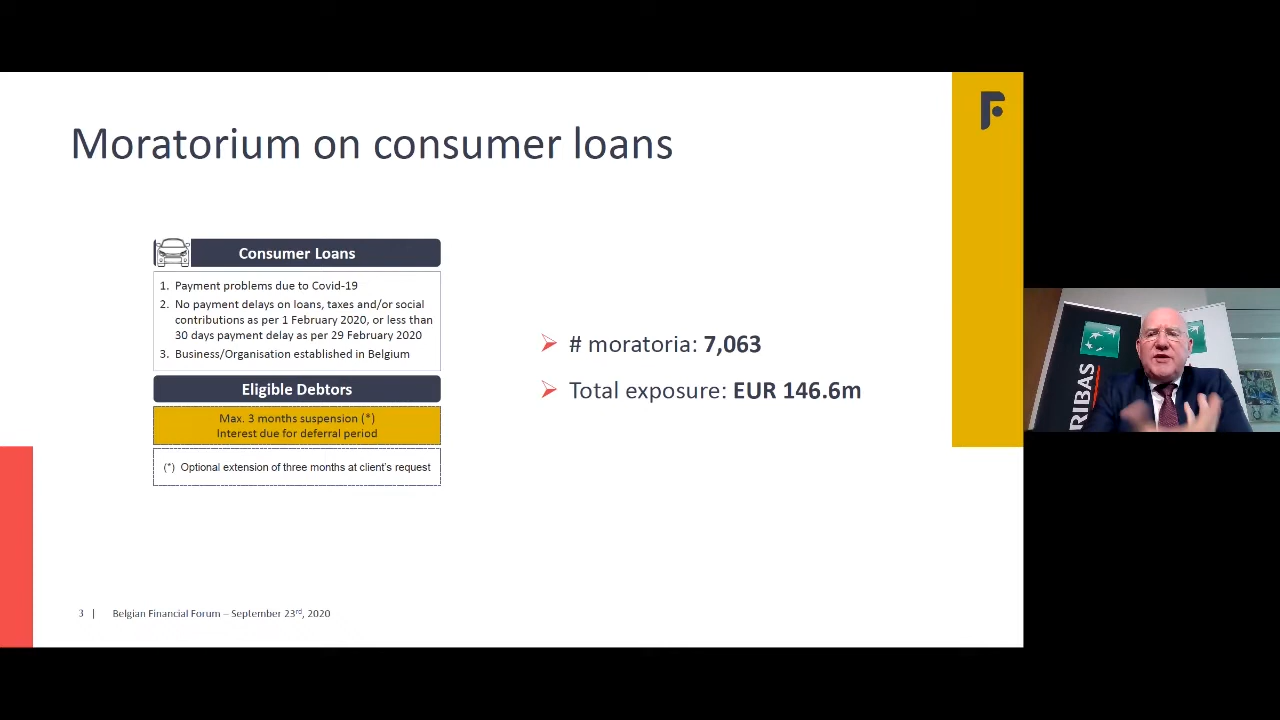 Moratorium on consumer loans
Consumer Loans
1. Payment problems due to Covid-19
2. No payment delays on loans, taxes and/or social
contributions as per 1 February 2020, or less than
30 days payment delay as per 29 February 2020
3. Business/Organisation established in Belgium
Eligible Debtors
Max. 3 months suspension (*)
Interest due for deferral period
(*) Optional extension of three months at client's request
# moratoria: 7,063
Total exposure: EUR 146.6m
RIBAS
3 | Belgian Financial Forum – September 23rd, 2020